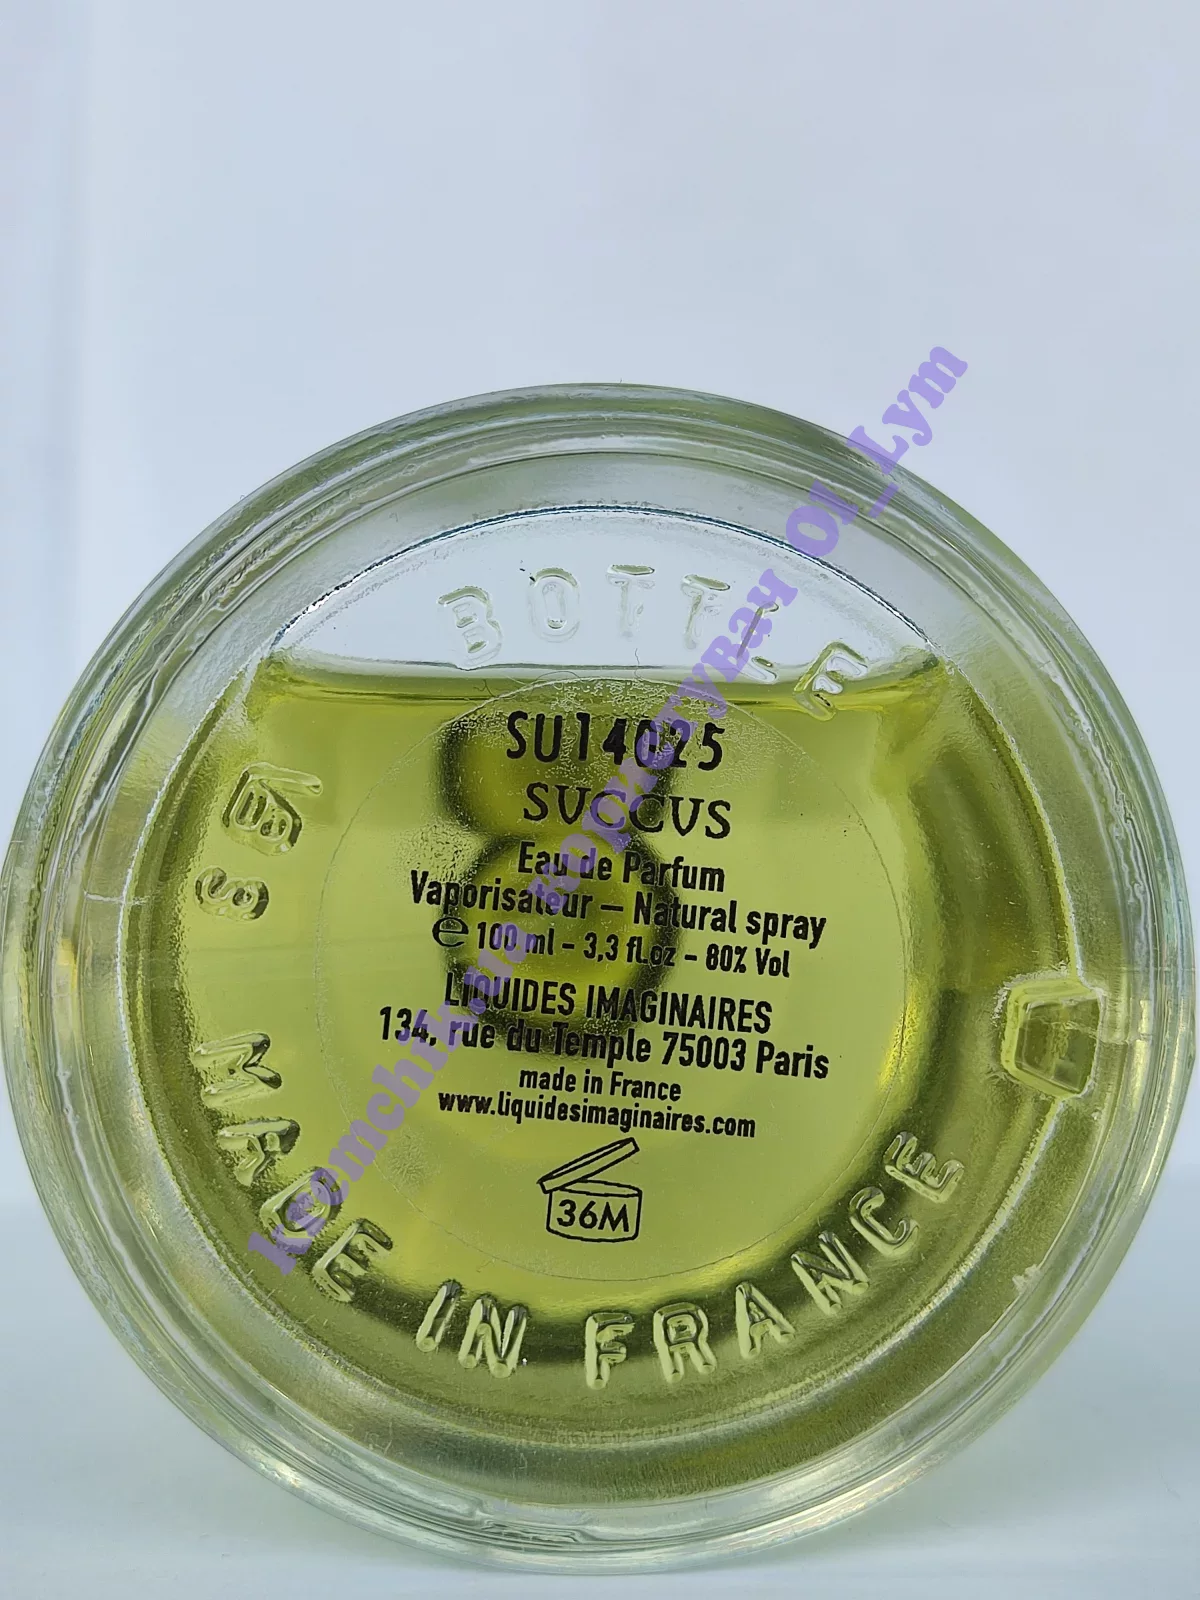 BOTTLE
SU14025
SUCCUS
Eau de Parfum
Vaporisateur – Natural spray
e 100 ml - 3,3 fl.oz - 80% Vol
LIQUIDES IMAGINAIRES
134, rue du Temple 75003 Paris
made in France
www.liquidesimaginaires.com
36M
MADE IN FRANCE
Ol_Lym